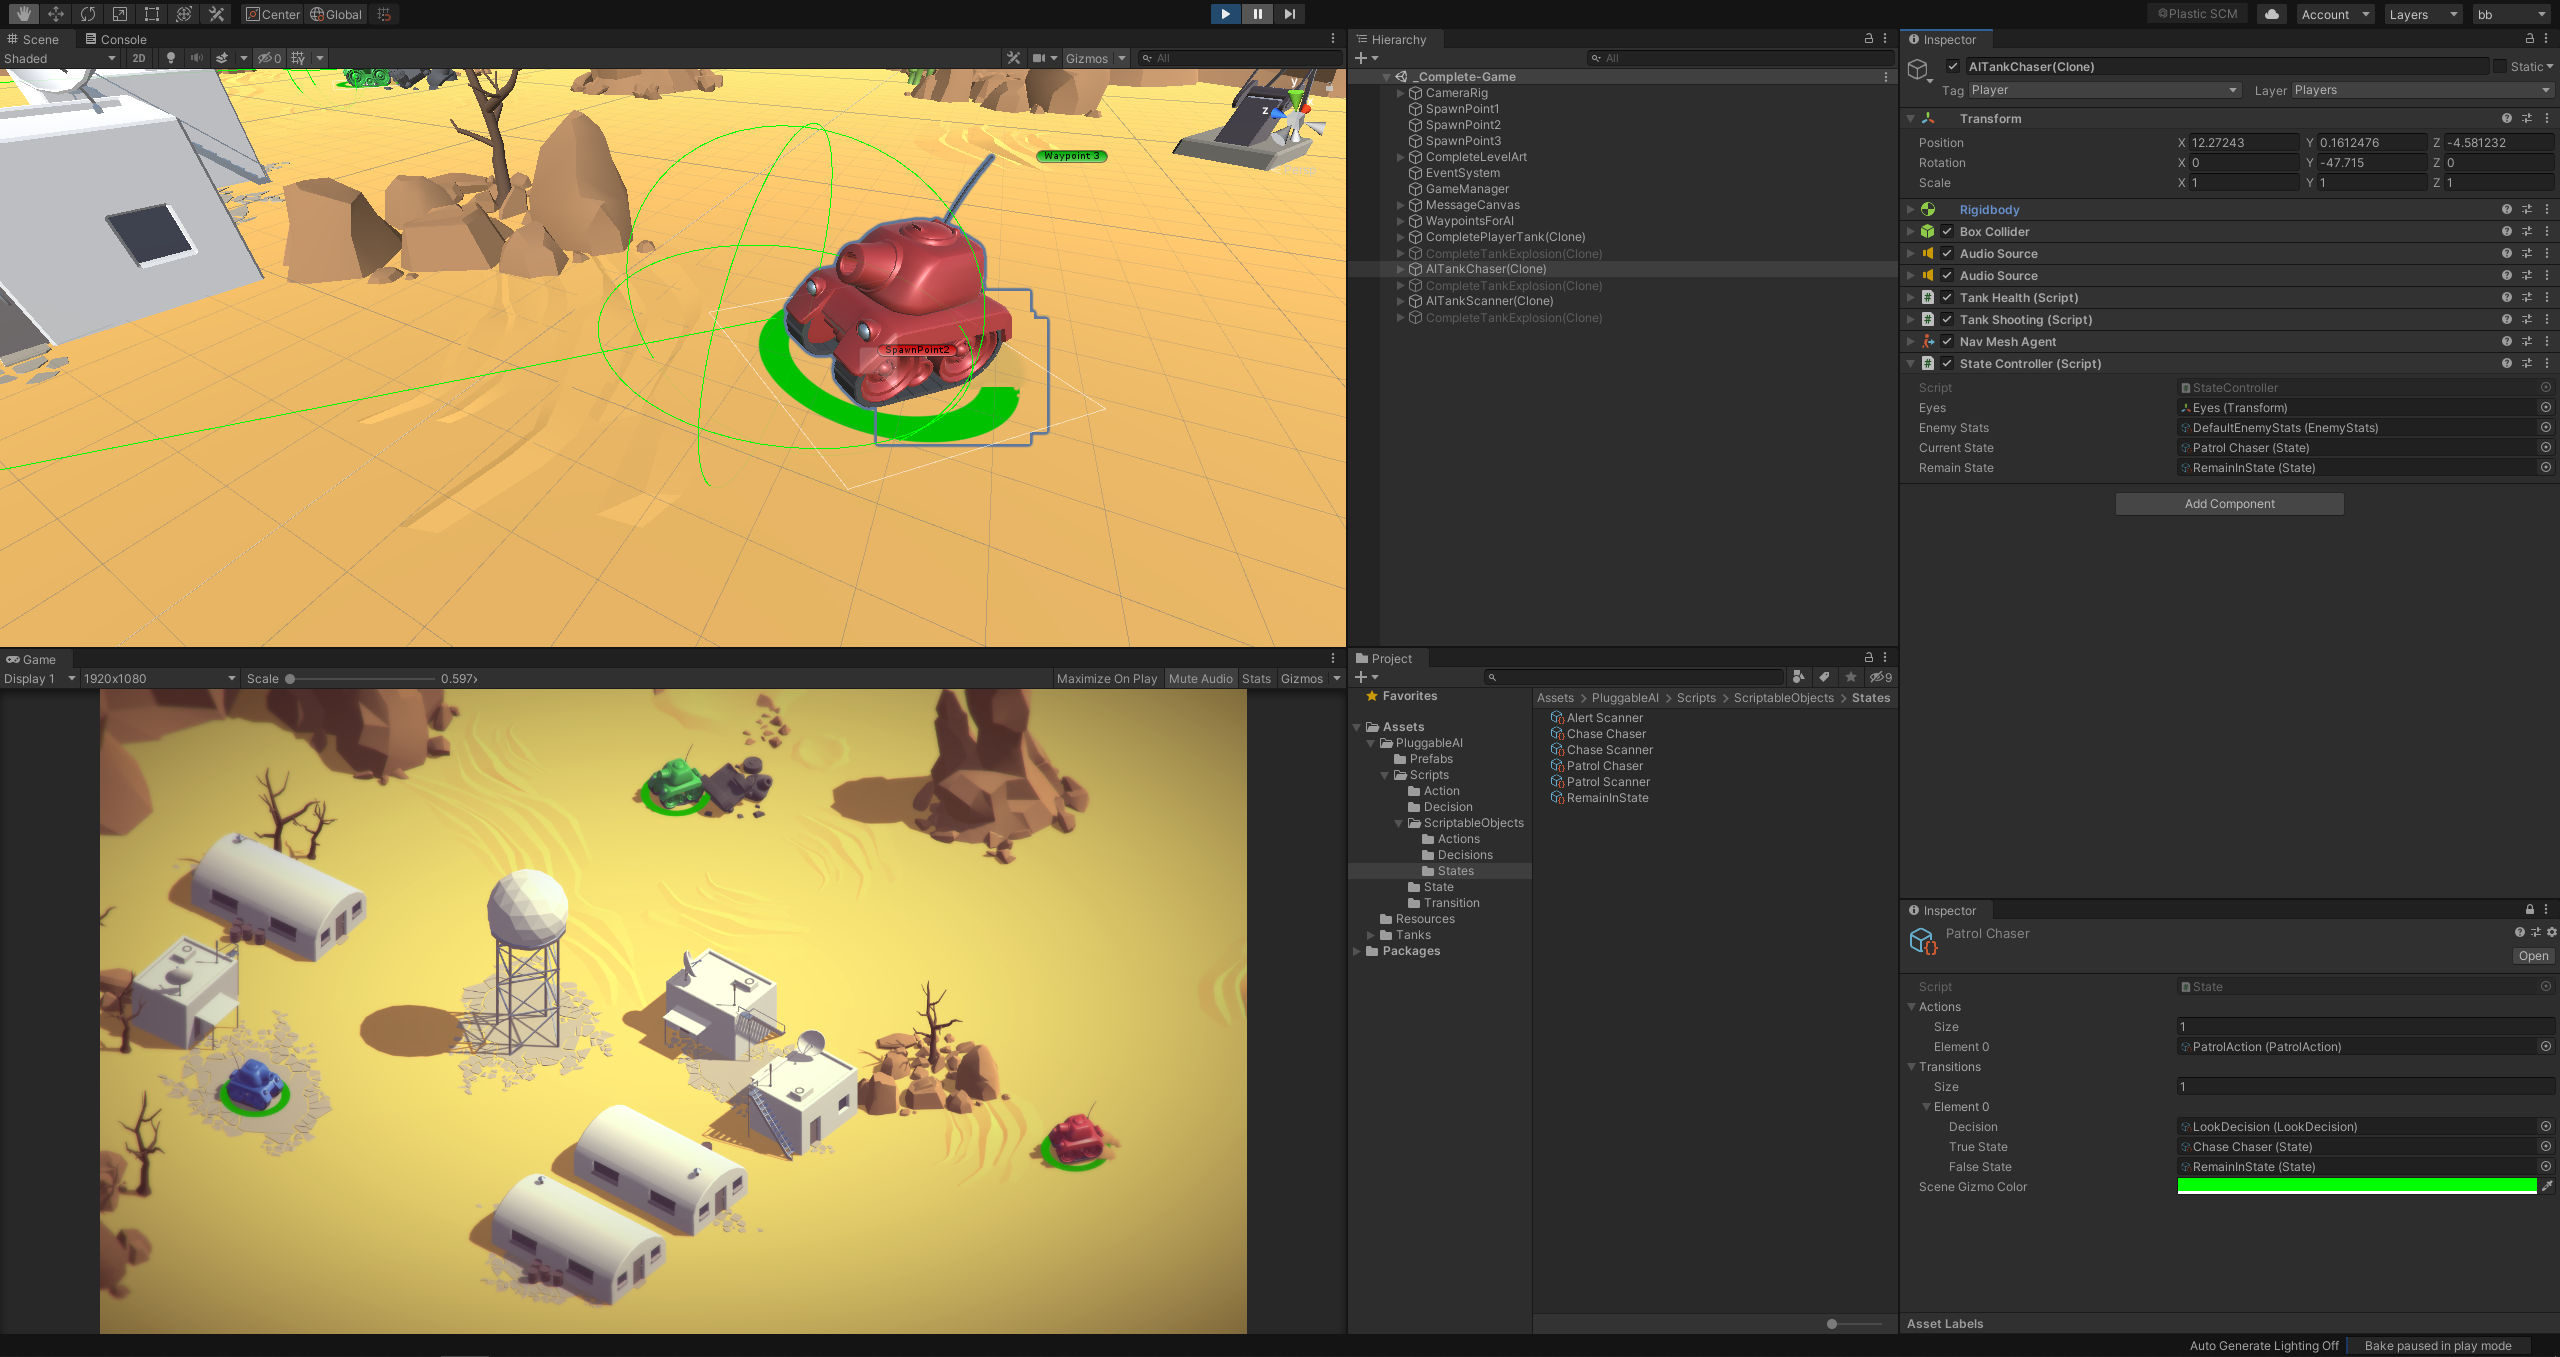 Center Global
Plastic SCM Account Layers bb
Scene Console
Shaded 2D 0 Gizmos All
Waypoint 3
SpawnPoint2
y
z
Game
Display 1 1920x1080 Scale 0.597x Maximize On Play Mute Audio Stats Gizmos
Hierarchy
All
_Complete-Game
CameraRig
SpawnPoint1
SpawnPoint2
SpawnPoint3
CompleteLevelArt
EventSystem
GameManager
MessageCanvas
WaypointsForAI
CompletePlayerTank(Clone)
CompleteTankExplosion(Clone)
AITankChaser(Clone)
CompleteTankExplosion(Clone)
AITankScanner(Clone)
CompleteTankExplosion(Clone)
Project
9
Favorites
Assets
PluggableAI
Prefabs
Scripts
Action
Decision
ScriptableObjects
Actions
Decisions
States
State
Transition
Resources
Tanks
Packages
Assets > PluggableAI > Scripts > ScriptableObjects > States
Alert Scanner
Chase Chaser
Chase Scanner
Patrol Chaser
Patrol Scanner
RemainInState
Inspector
AITankChaser(Clone) Static
Tag Player Layer Players
Transform
Position X 12.27243 Y 0.1612476 Z -4.581232
Rotation X 0 Y -47.715 Z 0
Scale X 1 Y 1 Z 1
Rigidbody
Box Collider
Audio Source
Audio Source
Tank Health (Script)
Tank Shooting (Script)
Nav Mesh Agent
State Controller (Script)
Script StateController
Eyes Eyes (Transform)
Enemy Stats DefaultEnemyStats (EnemyStats)
Current State Patrol Chaser (State)
Remain State RemainInState (State)
Add Component
Inspector
Patrol Chaser
Open
Script State
Actions
Size 1
Element 0 PatrolAction (PatrolAction)
Transitions
Size 1
Element 0
Decision LookDecision (LookDecision)
True State Chase Chaser (State)
False State RemainInState (State)
Scene Gizmo Color
Asset Labels
Auto Generate Lighting Off Bake paused in play mode